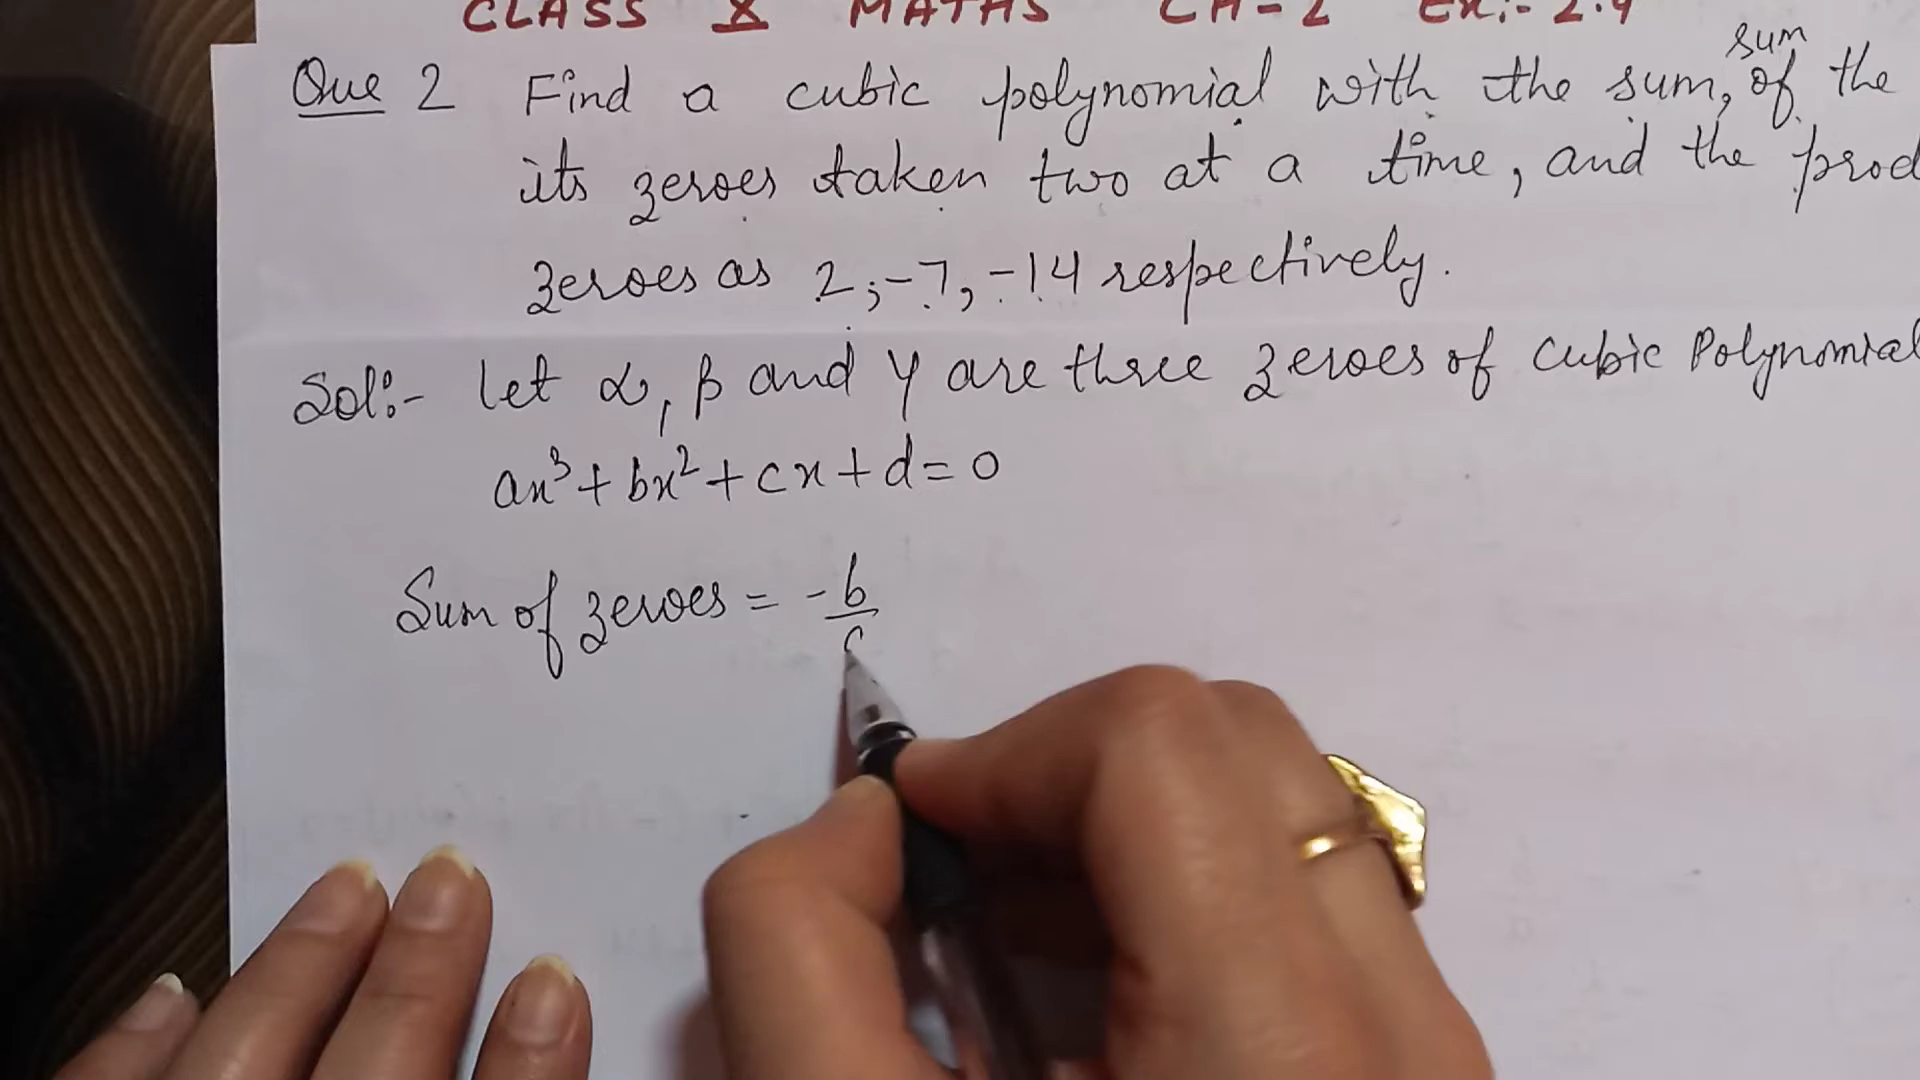 CLASS X MATHS CH-2 Ex:- 2.4
sum
Que 2 Find a cubic polynomial with the sum, of the
its zeroes taken two at a time, and the prod
zeroes as 2, -7, -14 respectively.
Sol:- Let α, β and γ are three zeroes of cubic Polynomial
ax³ + bx² + cx + d = 0
Sum of zeroes = -b